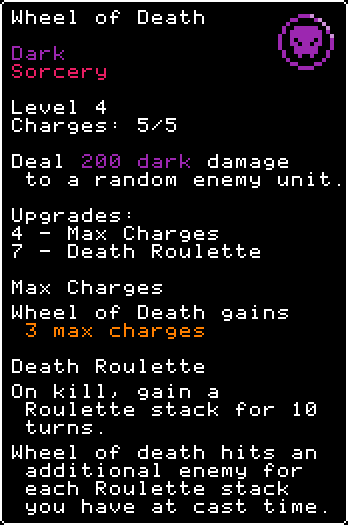 Wheel of Death
Dark
Sorcery
Level 4
Charges: 5/5
Deal 200 dark damage
to a random enemy unit.
Upgrades:
4 - Max Charges
7 - Death Roulette
Max Charges
Wheel of Death gains
3 max charges
Death Roulette
On kill, gain a
Roulette stack for 10
turns.
Wheel of death hits an
additional enemy for
each Roulette stack
you have at cast time.